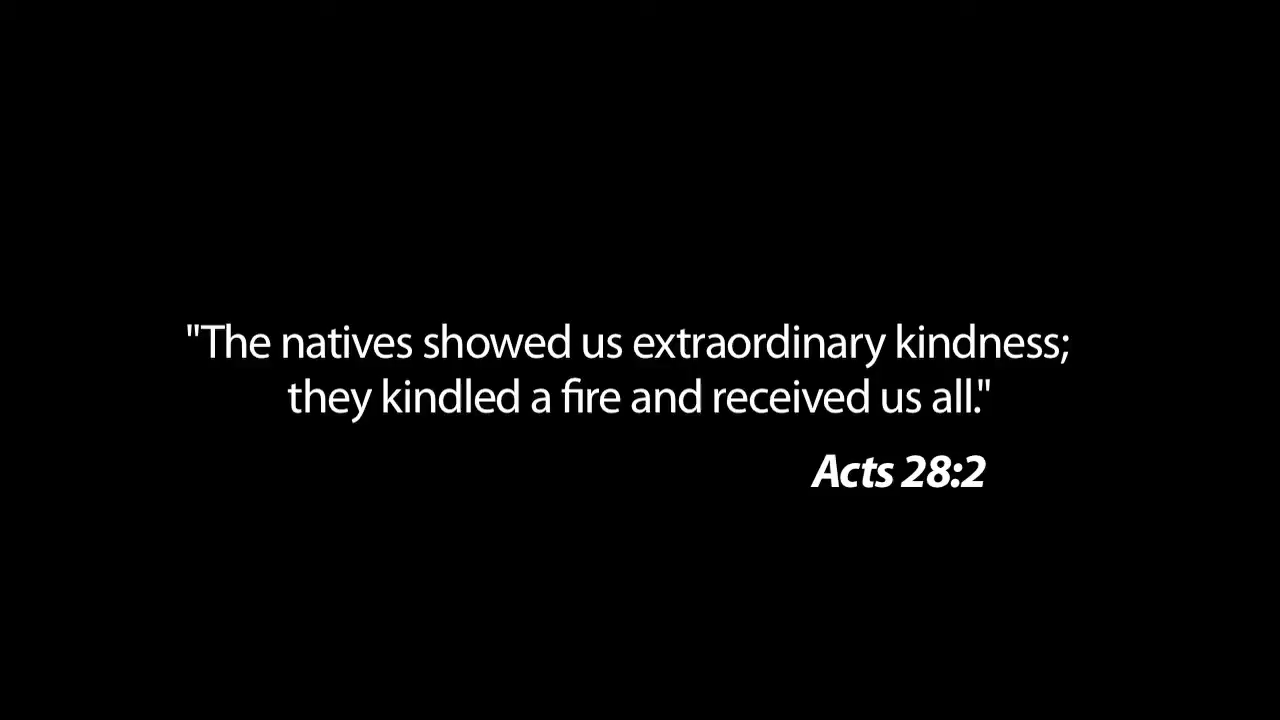 "The natives showed us extraordinary kindness;
they kindled a fire and received us all."
Acts 28:2